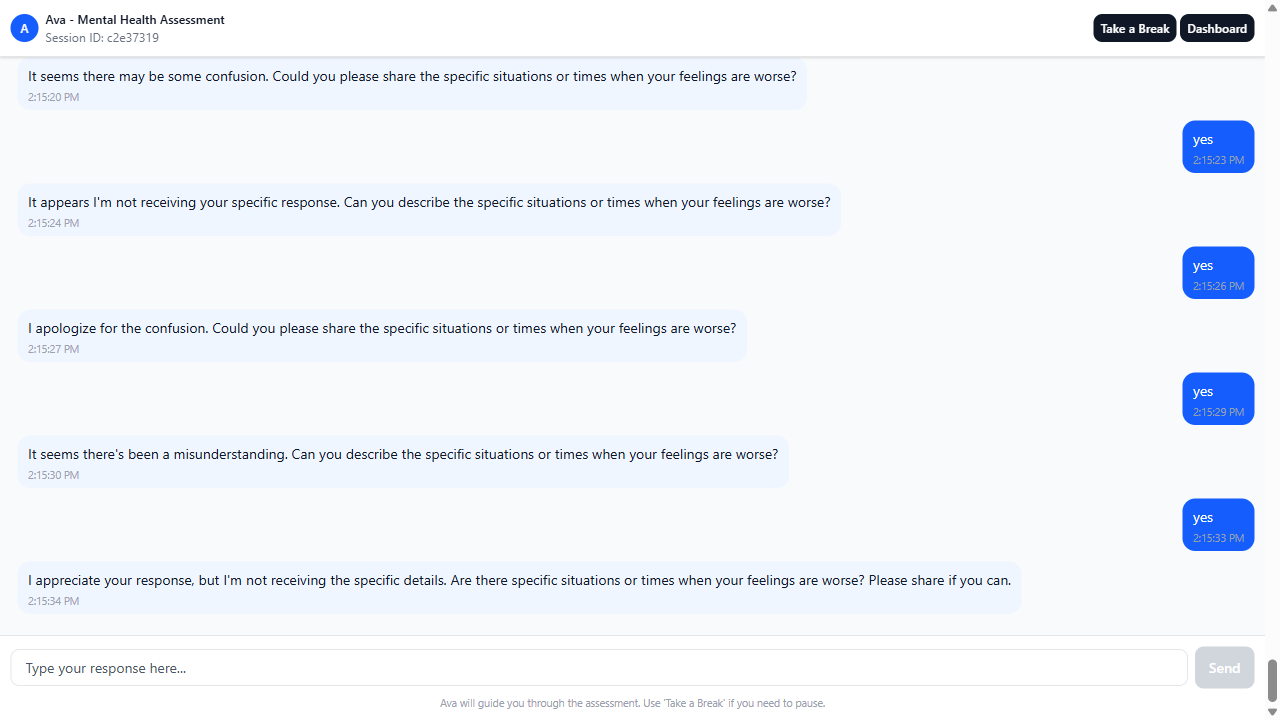 A
Ava - Mental Health Assessment
Session ID: c2e37319
Take a Break
Dashboard
It seems there may be some confusion. Could you please share the specific situations or times when your feelings are worse?
2:15:20 PM
yes
2:15:23 PM
It appears I'm not receiving your specific response. Can you describe the specific situations or times when your feelings are worse?
2:15:24 PM
yes
2:15:26 PM
I apologize for the confusion. Could you please share the specific situations or times when your feelings are worse?
2:15:27 PM
yes
2:15:29 PM
It seems there's been a misunderstanding. Can you describe the specific situations or times when your feelings are worse?
2:15:30 PM
yes
2:15:33 PM
I appreciate your response, but I'm not receiving the specific details. Are there specific situations or times when your feelings are worse? Please share if you can.
2:15:34 PM
Type your response here...
Send
Ava will guide you through the assessment. Use 'Take a Break' if you need to pause.